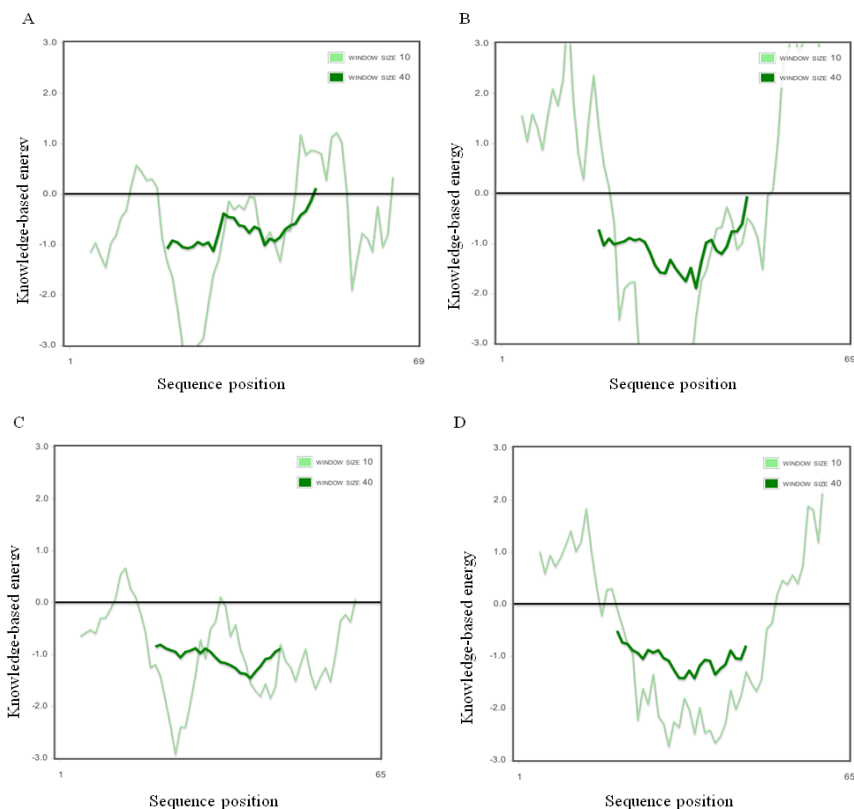 A
3.0
2.0
1.0
0.0
-1.0
-2.0
-3.0
WINDOW SIZE 10
WINDOW SIZE 40
Knowledge-based energy
1
69
Sequence position
B
3.0
2.0
1.0
0.0
-1.0
-2.0
-3.0
WINDOW SIZE 10
WINDOW SIZE 40
Knowledge-based energy
1
69
Sequence position
C
3.0
2.0
1.0
0.0
-1.0
-2.0
-3.0
WINDOW SIZE 10
WINDOW SIZE 40
Knowledge-based energy
1
65
Sequence position
D
3.0
2.0
1.0
0.0
-1.0
-2.0
-3.0
WINDOW SIZE 10
WINDOW SIZE 40
Knowledge-based energy
1
65
Sequence position